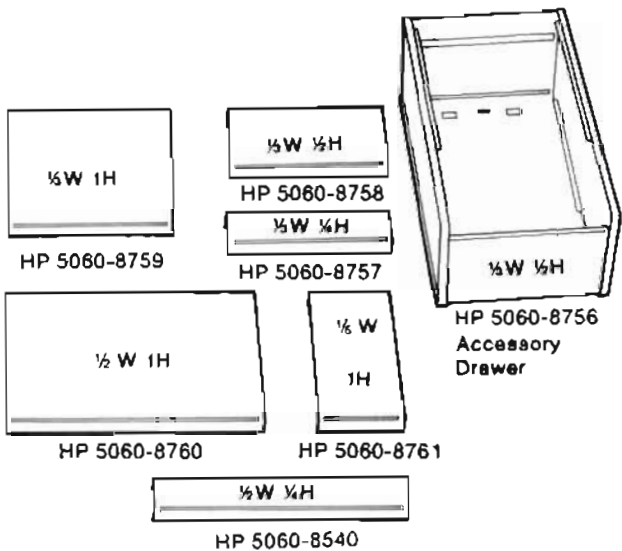 ⅓W 1H
HP 5060-8759
⅓W ½H
HP 5060-8758
⅓W ¼H
HP 5060-8757
⅓W ½H
HP 5060-8756
Accessory
Drawer
½ W 1H
HP 5060-8760
⅙ W
1H
HP 5060-8761
½W ¼H
HP 5060-8540